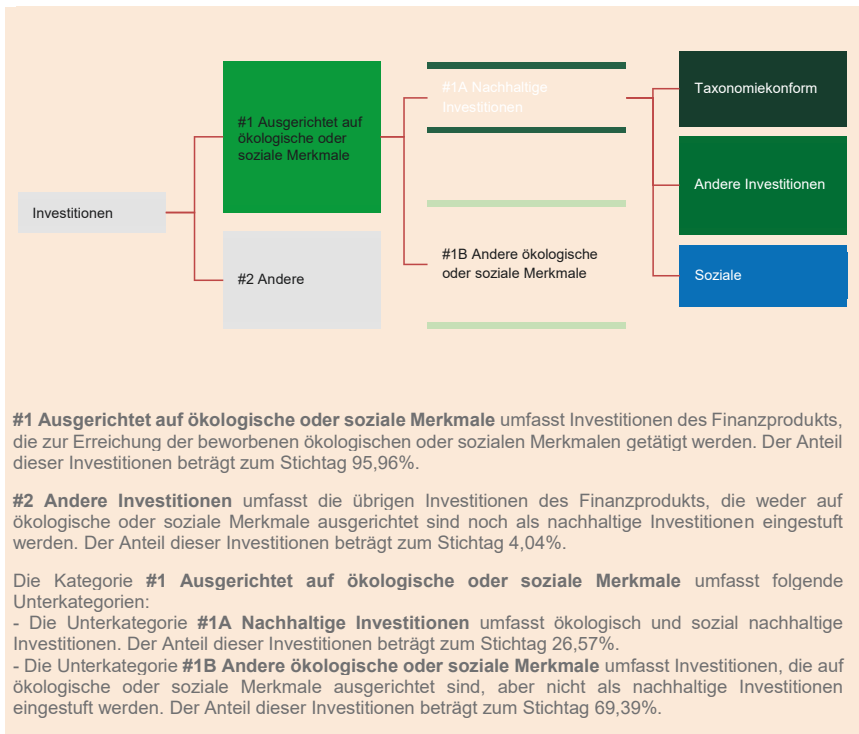 Investitionen
#1 Ausgerichtet auf
ökologische oder
soziale Merkmale
#2 Andere
#1A Nachhaltige
Investitionen
#1B Andere ökologische
oder soziale Merkmale
Taxonomiekonform
Andere Investitionen
Soziale
#1 Ausgerichtet auf ökologische oder soziale Merkmale umfasst Investitionen des Finanzprodukts,
die zur Erreichung der beworbenen ökologischen oder sozialen Merkmalen getätigt werden. Der Anteil
dieser Investitionen beträgt zum Stichtag 95,96%.
#2 Andere Investitionen umfasst die übrigen Investitionen des Finanzprodukts, die weder auf
ökologische oder soziale Merkmale ausgerichtet sind noch als nachhaltige Investitionen eingestuft
werden. Der Anteil dieser Investitionen beträgt zum Stichtag 4,04%.
Die Kategorie #1 Ausgerichtet auf ökologische oder soziale Merkmale umfasst folgende
Unterkategorien:
- Die Unterkategorie #1A Nachhaltige Investitionen umfasst ökologisch und sozial nachhaltige
Investitionen. Der Anteil dieser Investitionen beträgt zum Stichtag 26,57%.
- Die Unterkategorie #1B Andere ökologische oder soziale Merkmale umfasst Investitionen, die auf
ökologische oder soziale Merkmale ausgerichtet sind, aber nicht als nachhaltige Investitionen
eingestuft werden. Der Anteil dieser Investitionen beträgt zum Stichtag 69,39%.